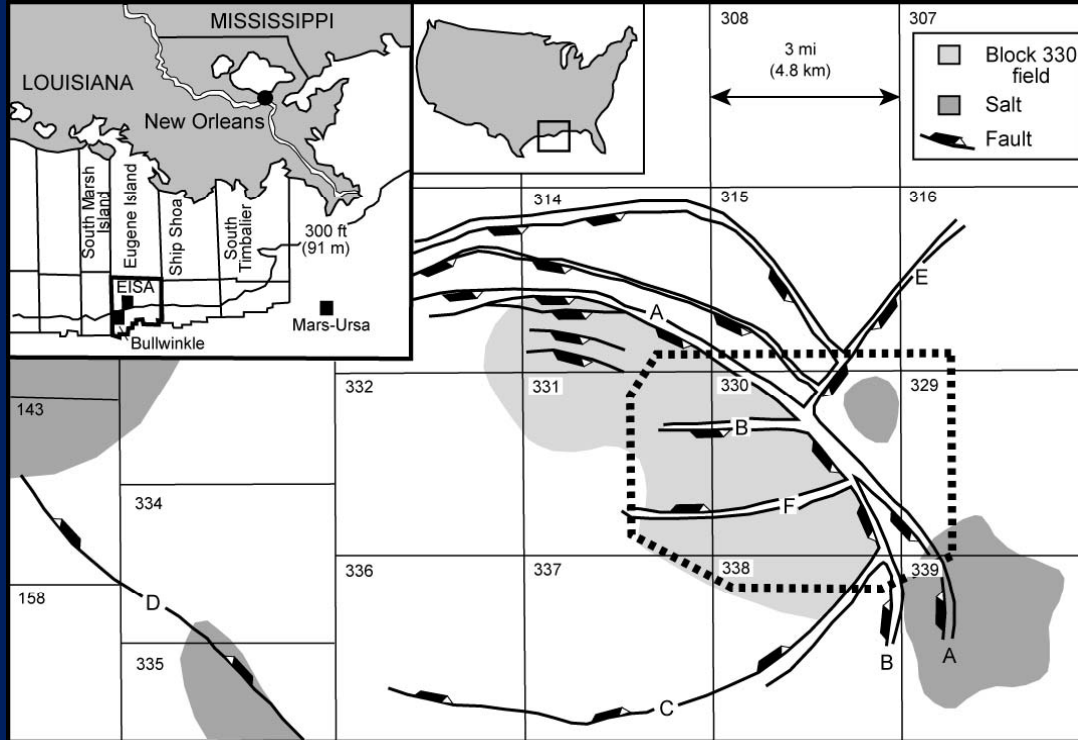 MISSISSIPPI
LOUISIANA
New Orleans
South Marsh
Island
Eugene Island
Ship Shoa
South
Timbalier
300 ft
(91 m)
EISA
Mars-Ursa
Bullwinkle
308
307
3 mi
(4.8 km)
Block 330
field
Salt
Fault
314
315
316
E
A
332
331
330
329
143
B
334
F
336
337
338
339
158
D
335
B
A
C